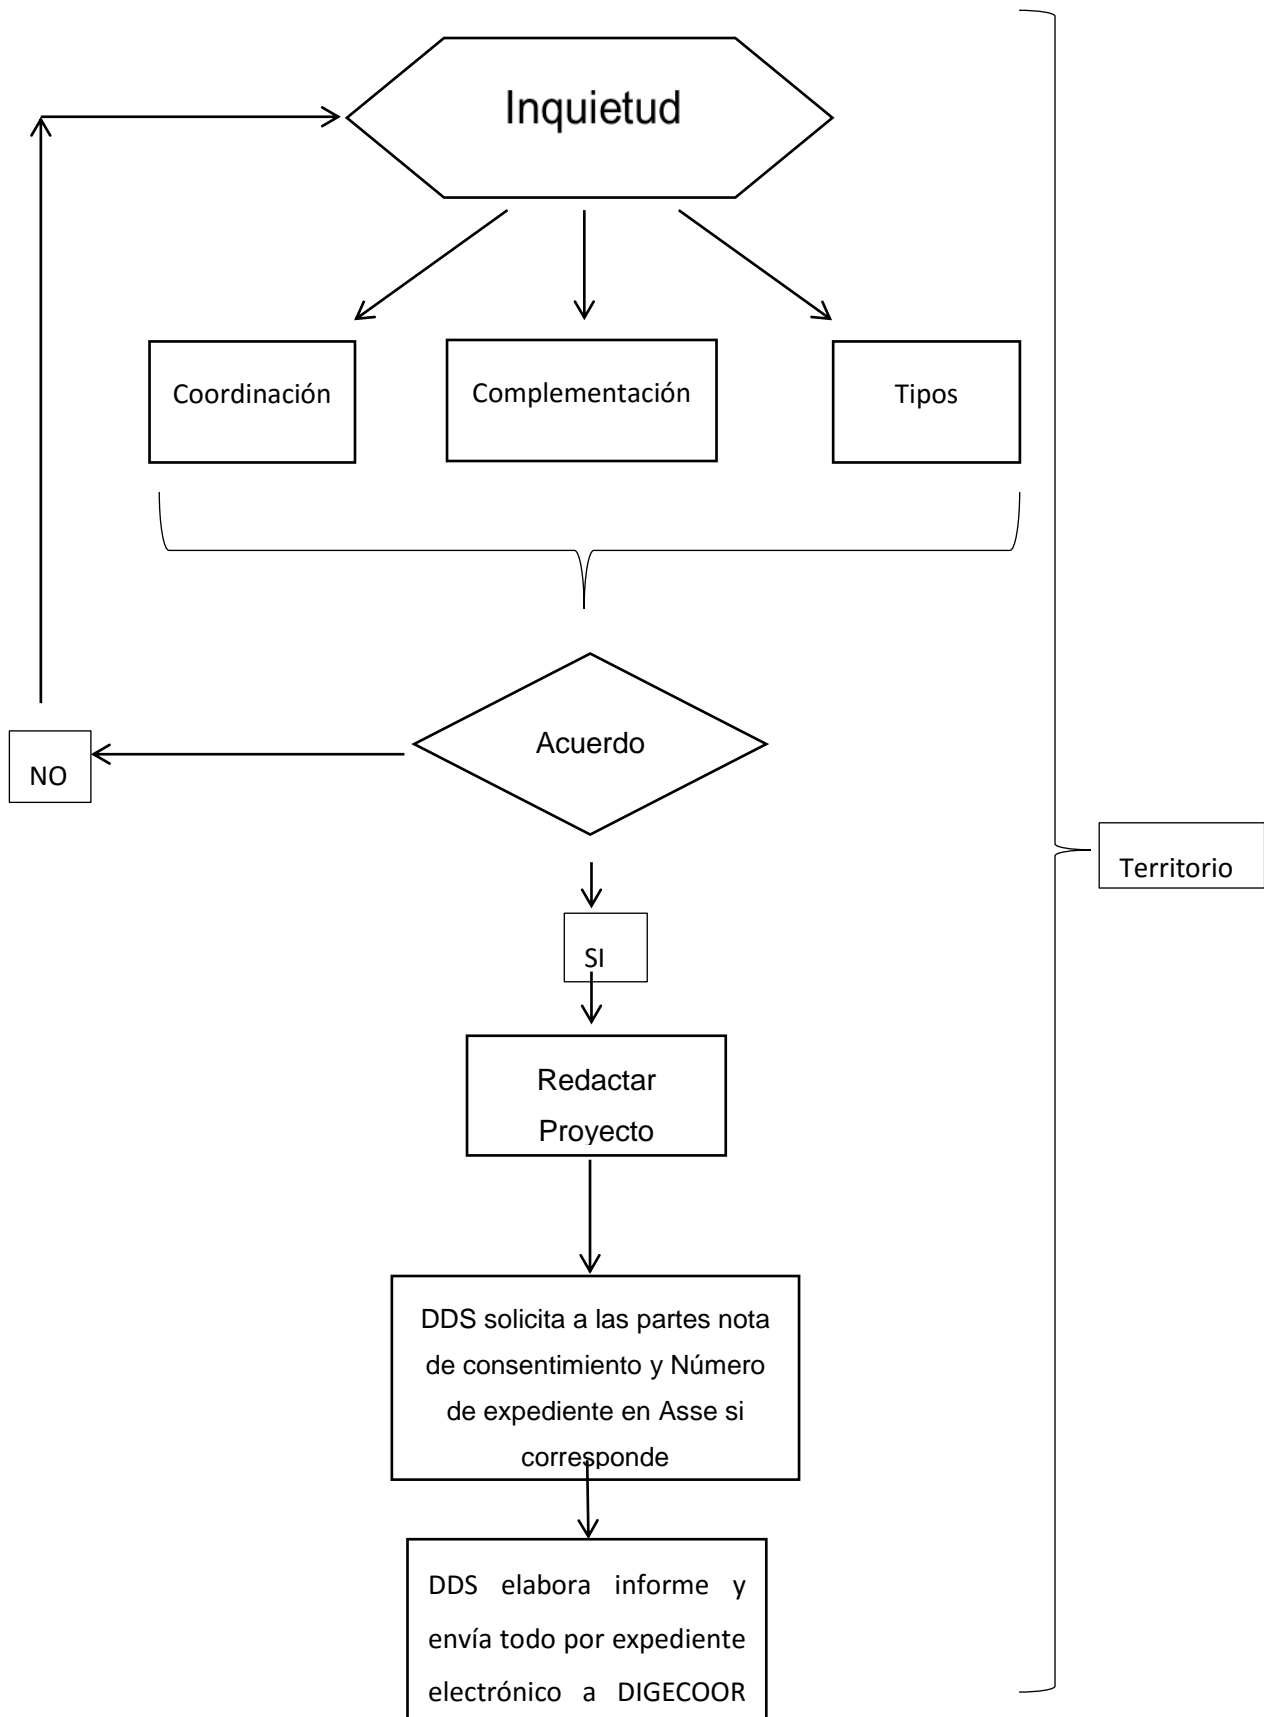 Inquietud
Coordinación
Complementación
Tipos
Acuerdo
NO
Territorio
SI
Redactar
Proyecto
DDS solicita a las partes nota
de consentimiento y Número
de expediente en Asse si
corresponde
DDS elabora informe y
envía todo por expediente
electrónico a DIGECOOR